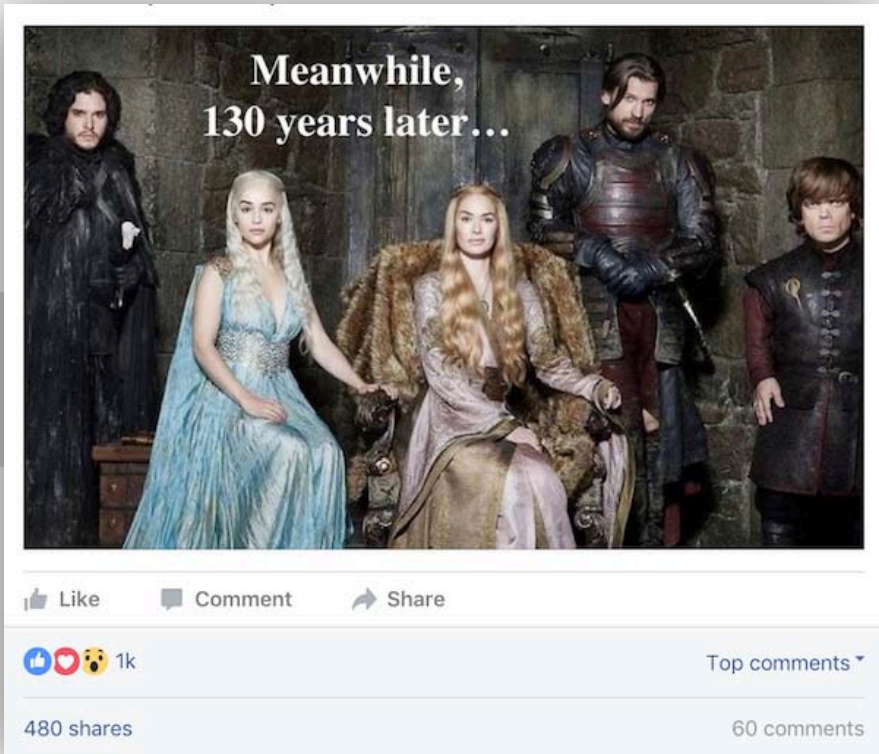 Meanwhile,
130 years later...
Like Comment Share
1k Top comments
480 shares 60 comments